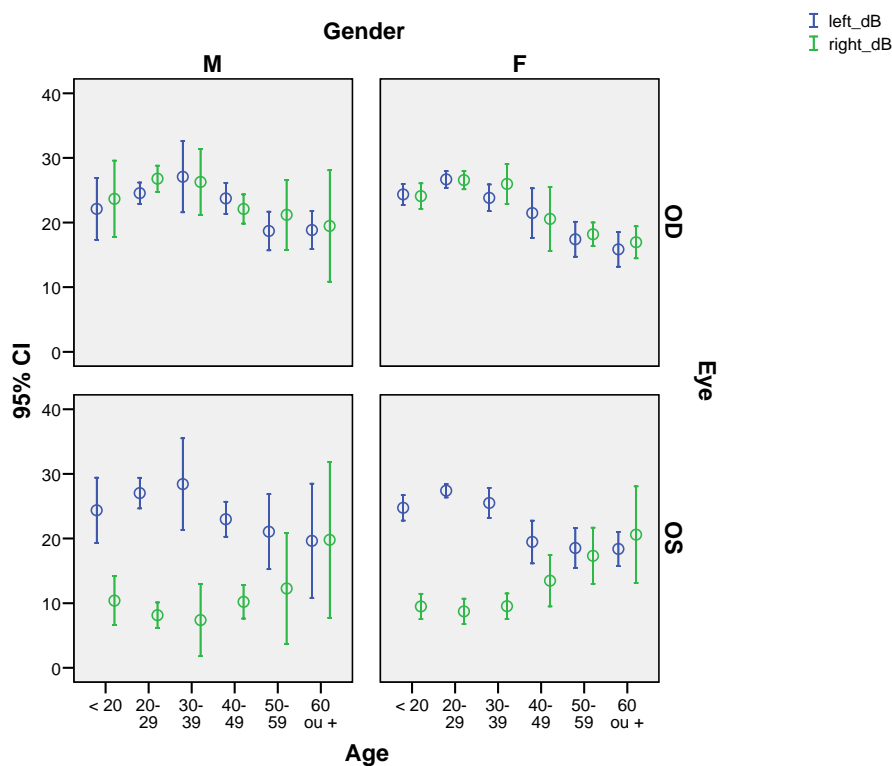 Gender
left_dB
right_dB
M
F
40
30
20
10
0
OD
95% CI
Eye
40
30
20
10
0
OS
< 20
20-
29
30-
39
40-
49
50-
59
60
ou +
< 20
20-
29
30-
39
40-
49
50-
59
60
ou +
Age